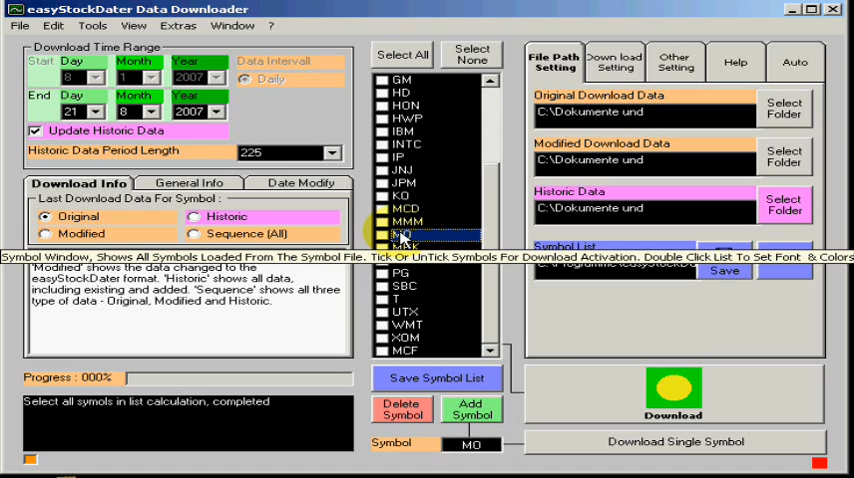 easyStockDater Data Downloader
File Edit Tools View Extras Window ?
Download Time Range
Start Day Month Year Data Intervall
8 1 2007 Daily
End Day Month Year
21 8 2007
Update Historic Data
Historic Data Period Length 225
Download Info General Info Date Modify
Last Download Data For Symbol :
Original Historic
Modified Sequence (All)
Symbol Window, Shows All Symbols Loaded From The Symbol File. Tick Or UnTick Symbols For Download Activation. Double Click List To Set Font & Colors
'Modified' shows the data changed to the
easyStockDater format. 'Historic' shows all data,
including existing and added. 'Sequence' shows all three
type of data - Original, Modified and Historic.
Progress : 000%
Select all symols in list calculation, completed
Select All
Select
None
GM
HD
HON
HWP
IBM
INTC
IP
JNJ
JPM
KO
MCD
MMM
MO
PG
SBC
T
UTX
WMT
XOM
MCF
Save Symbol List
Delete
Symbol
Add
Symbol
Symbol MO
File Path
Setting
Down load
Setting
Other
Setting
Help
Auto
Original Download Data
C:\Dokumente und
Select
Folder
Modified Download Data
C:\Dokumente und
Select
Folder
Historic Data
C:\Dokumente und
Select
Folder
Symbol List
Save
Download
Download Single Symbol